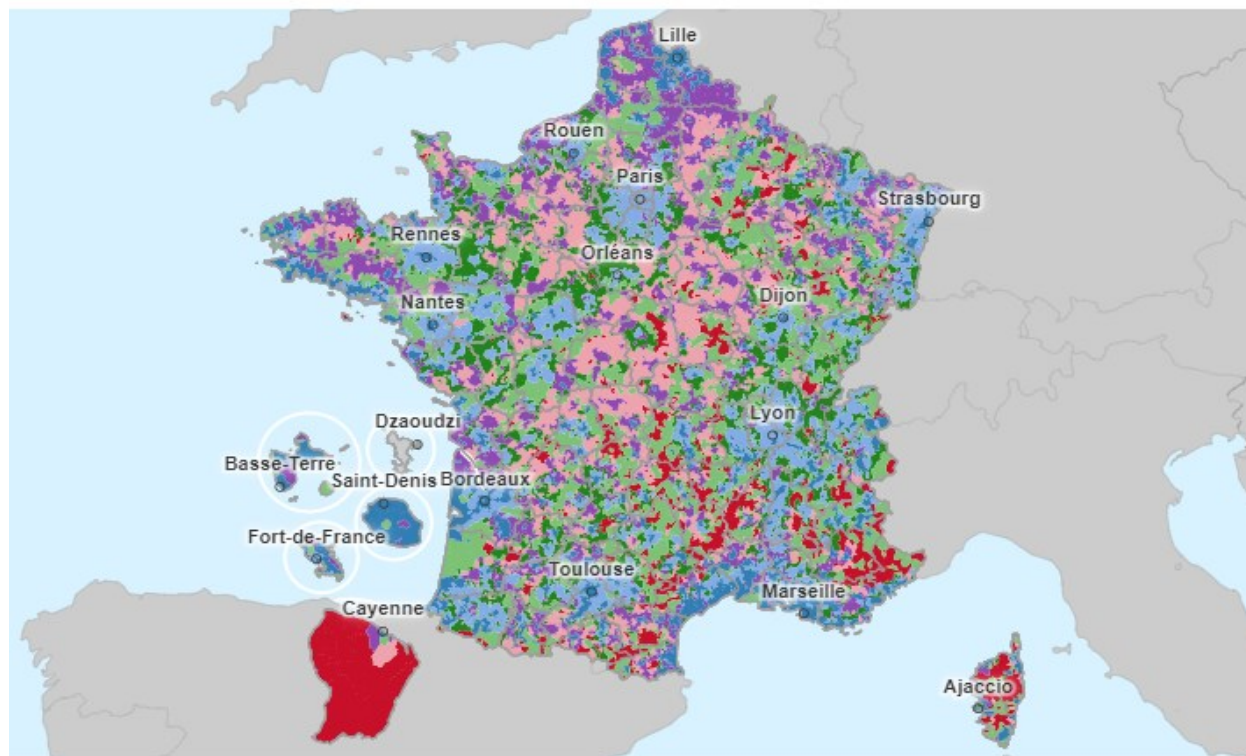 Lille
Rouen
Paris
Strasbourg
Rennes
Orléans
Nantes
Dijon
Dzaoudzi
Lyon
Basse-Terre
Saint-Denis
Bordeaux
Fort-de-France
Toulouse
Marseille
Cayenne
Ajaccio